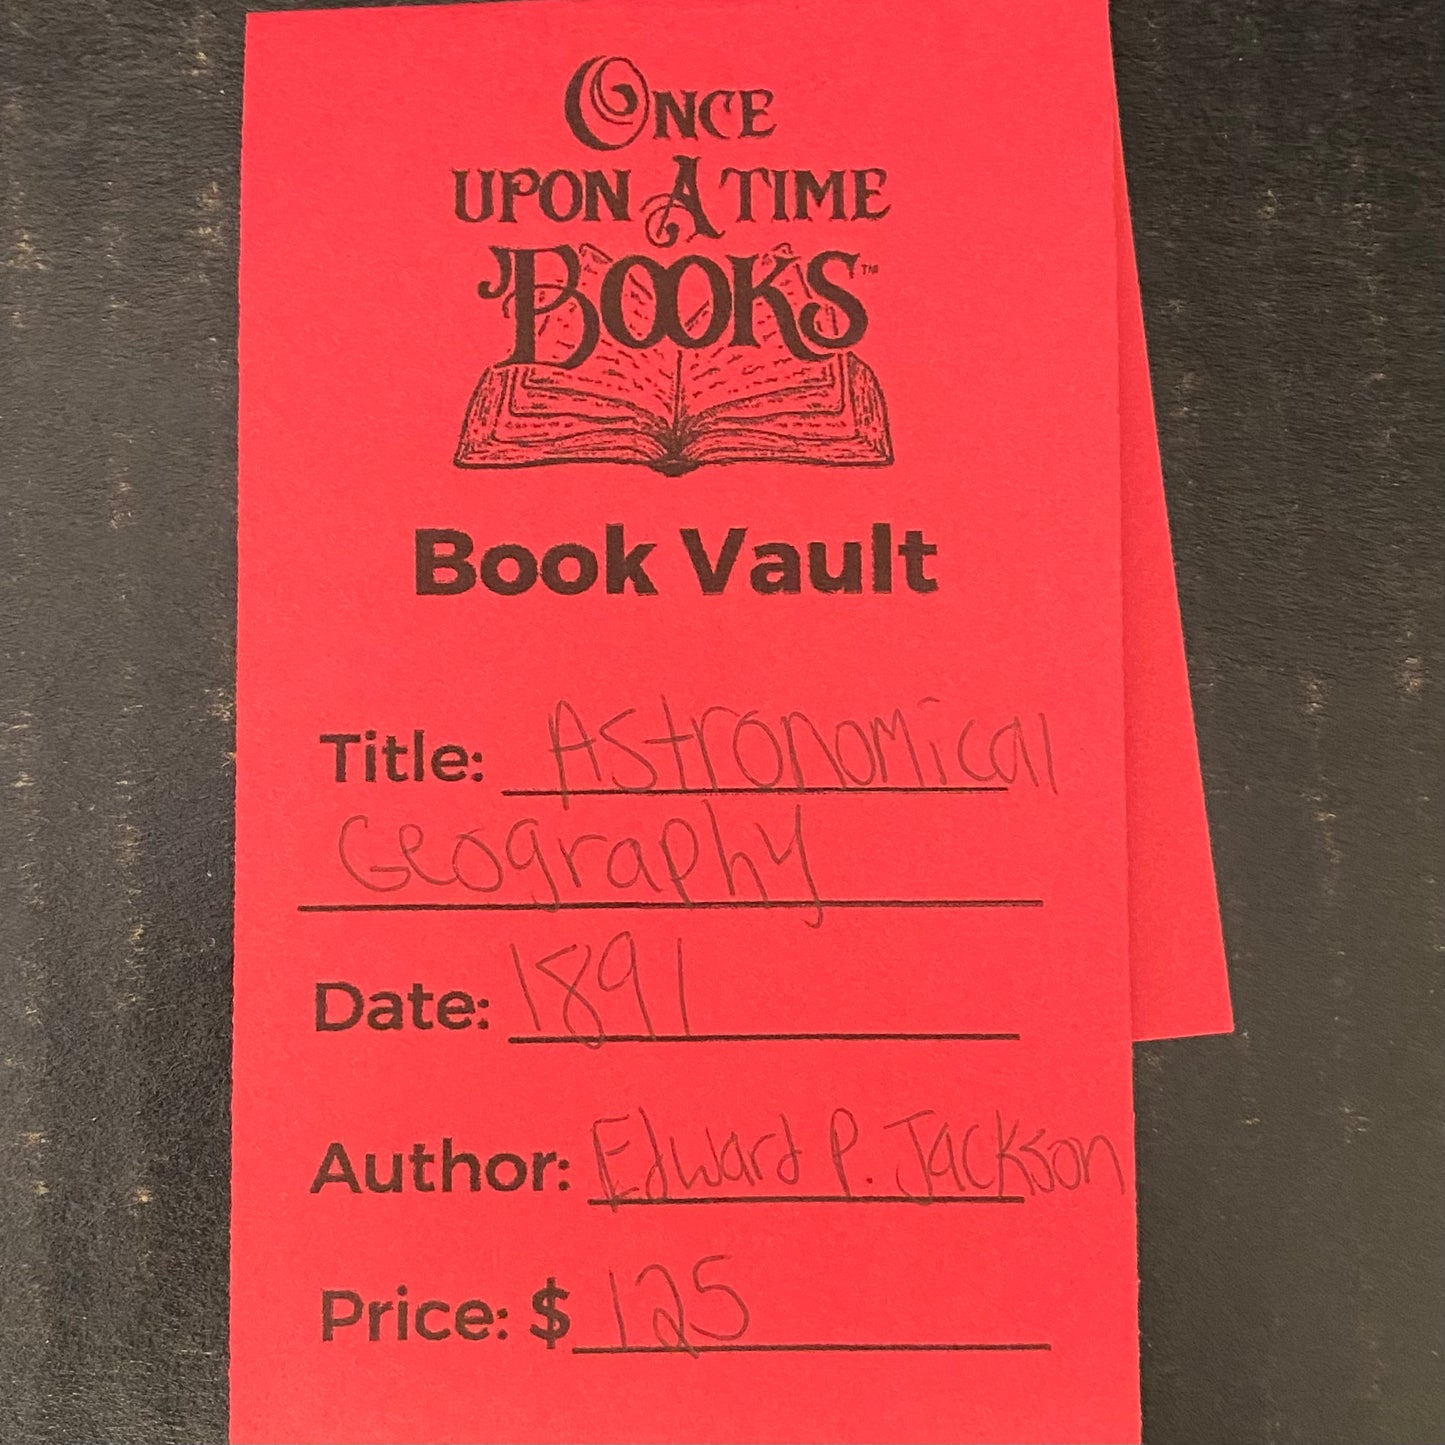 ONCE
UPON A TIME
BOOKS™
Book Vault
Title: Astronomical
Geography
Date: 1891
Author: Edward P. Jackson
Price: $ 125